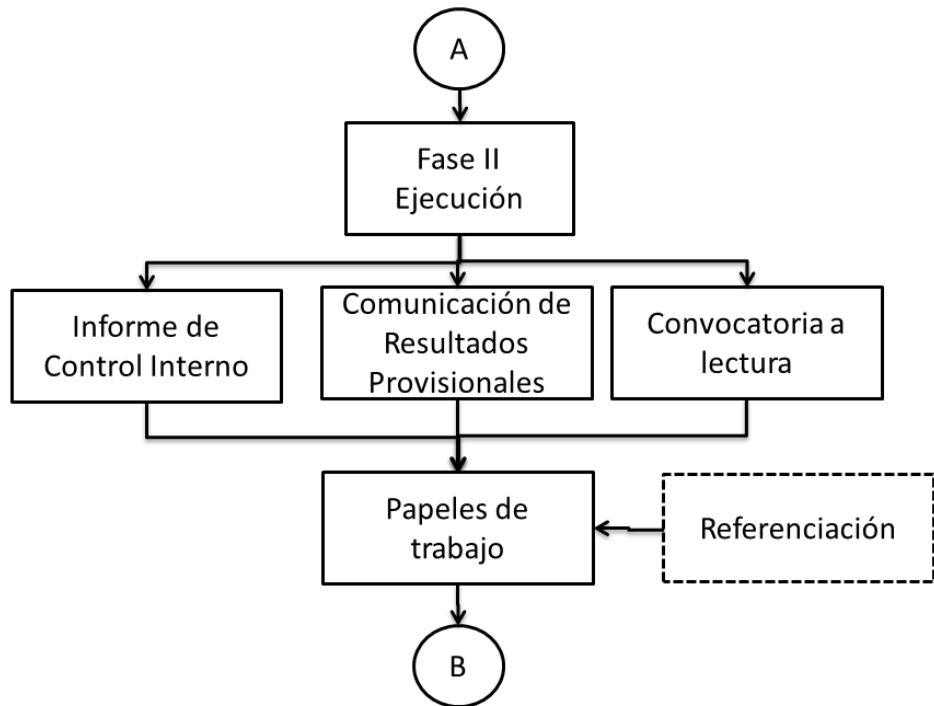 A
Fase II
Ejecución
Informe de
Control Interno
Comunicación de
Resultados
Provisionales
Convocatoria a
lectura
Papeles de
trabajo
Referenciación
B